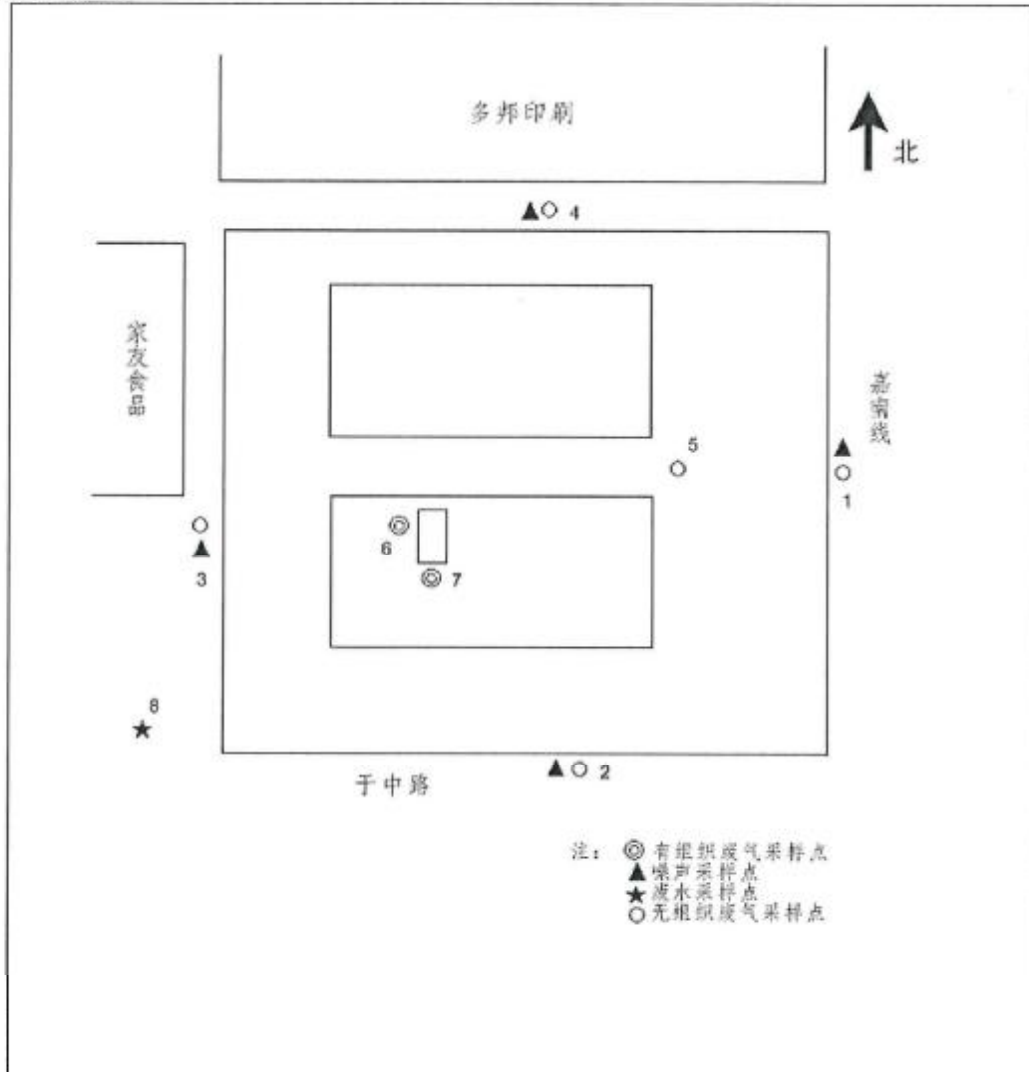 多邦印刷
北
4
家友食品
嘉南线
5
1
6
7
3
8
2
于中路
注： ◎ 有组织废气采样点
▲ 噪声采样点
★ 废水采样点
○ 无组织废气采样点